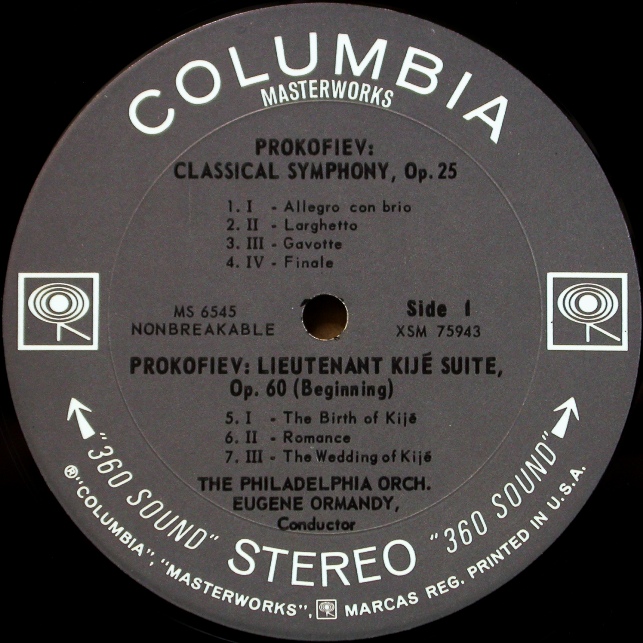 COLUMBIA
MASTERWORKS
PROKOFIEV:
CLASSICAL SYMPHONY, Op. 25
1. I - Allegro con brio
2. II - Larghetto
3. III - Gavotte
4. IV - Finale
MS 6545
NONBREAKABLE
Side 1
XSM 75943
PROKOFIEV: LIEUTENANT KIJÉ SUITE,
Op. 60 (Beginning)
5. I - The Birth of Kijé
6. II - Romance
7. III - The Wedding of Kijé
THE PHILADELPHIA ORCH.
EUGENE ORMANDY,
Conductor
"360 SOUND" STEREO "360 SOUND"
® "COLUMBIA", "MASTERWORKS", MARCAS REG. PRINTED IN U.S.A.